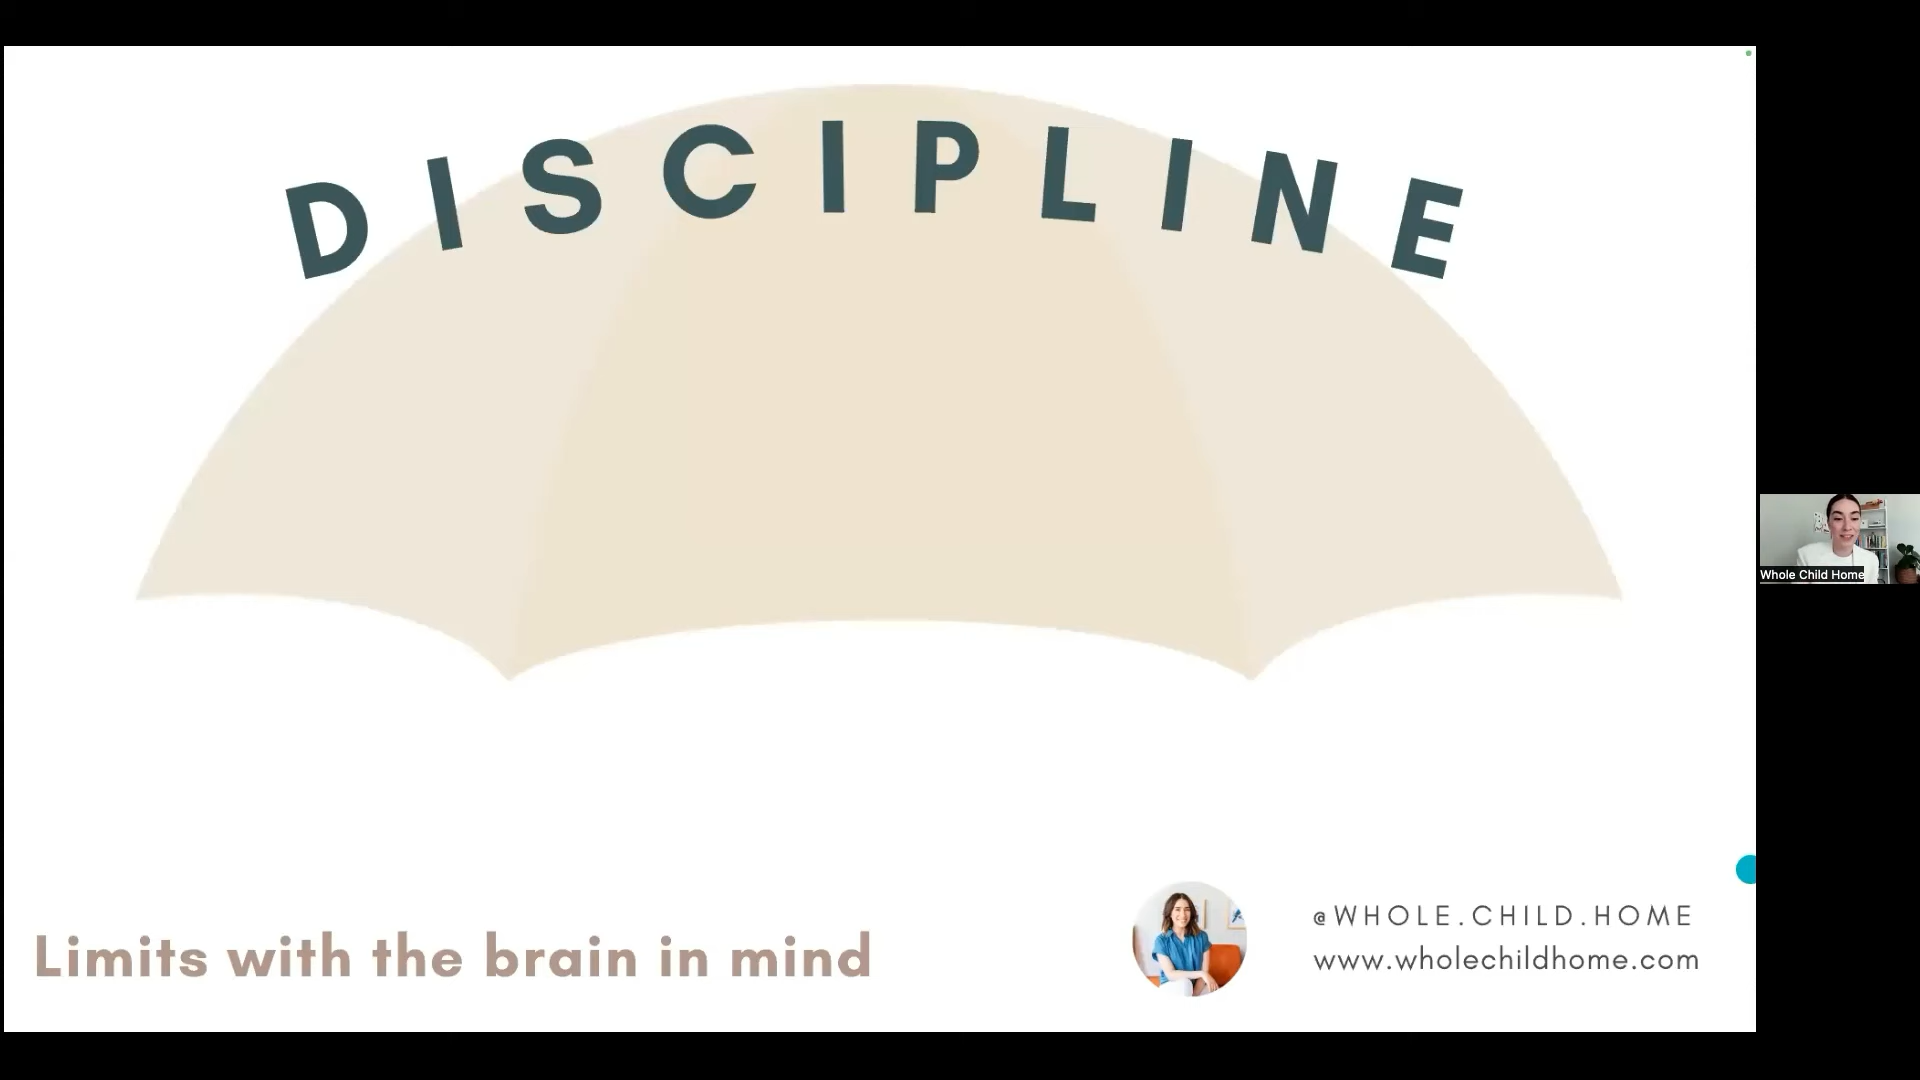 DISCIPLINE
Whole Child Home
Limits with the brain in mind
@WHOLE.CHILD.HOME
www.wholechildhome.com